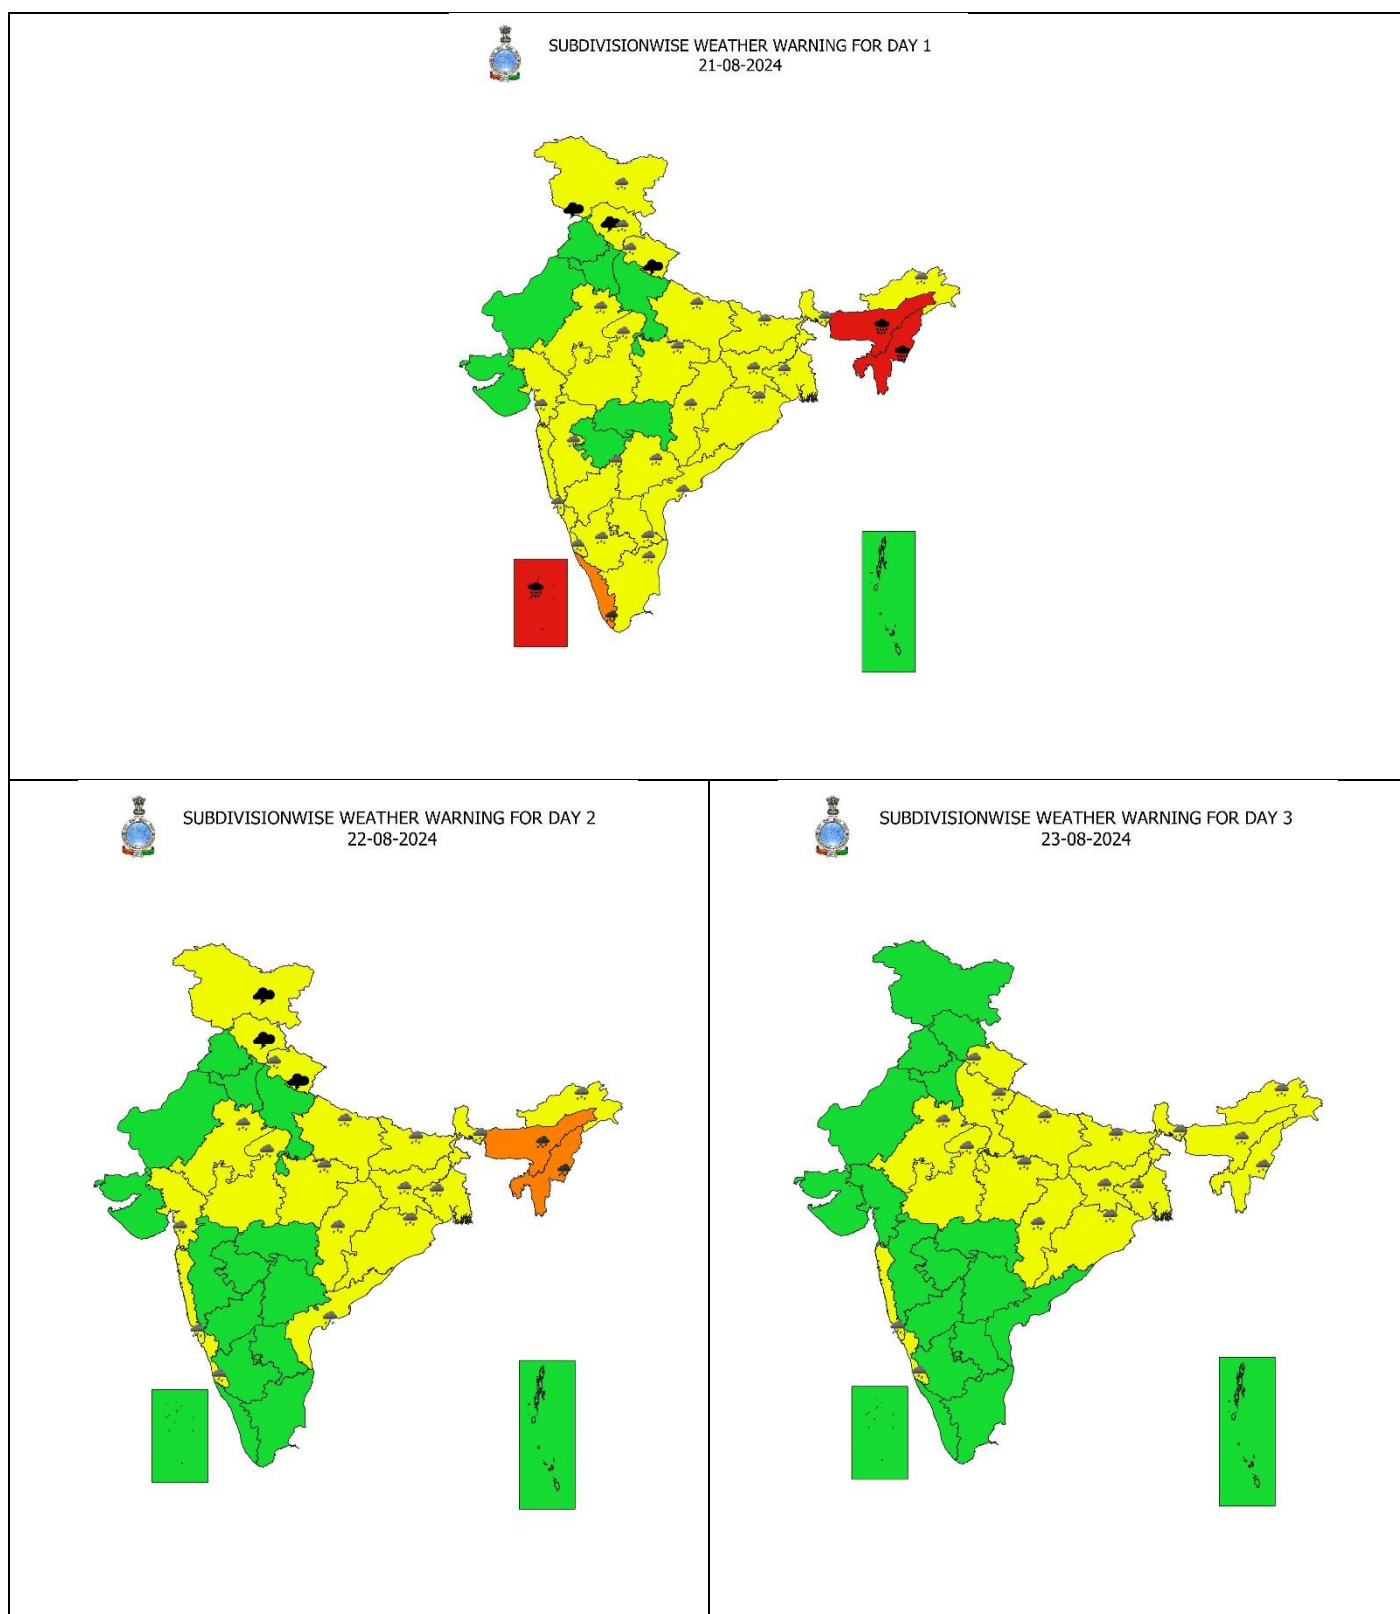 SUBDIVISIONWISE WEATHER WARNING FOR DAY 1
21-08-2024
SUBDIVISIONWISE WEATHER WARNING FOR DAY 2
22-08-2024
SUBDIVISIONWISE WEATHER WARNING FOR DAY 3
23-08-2024